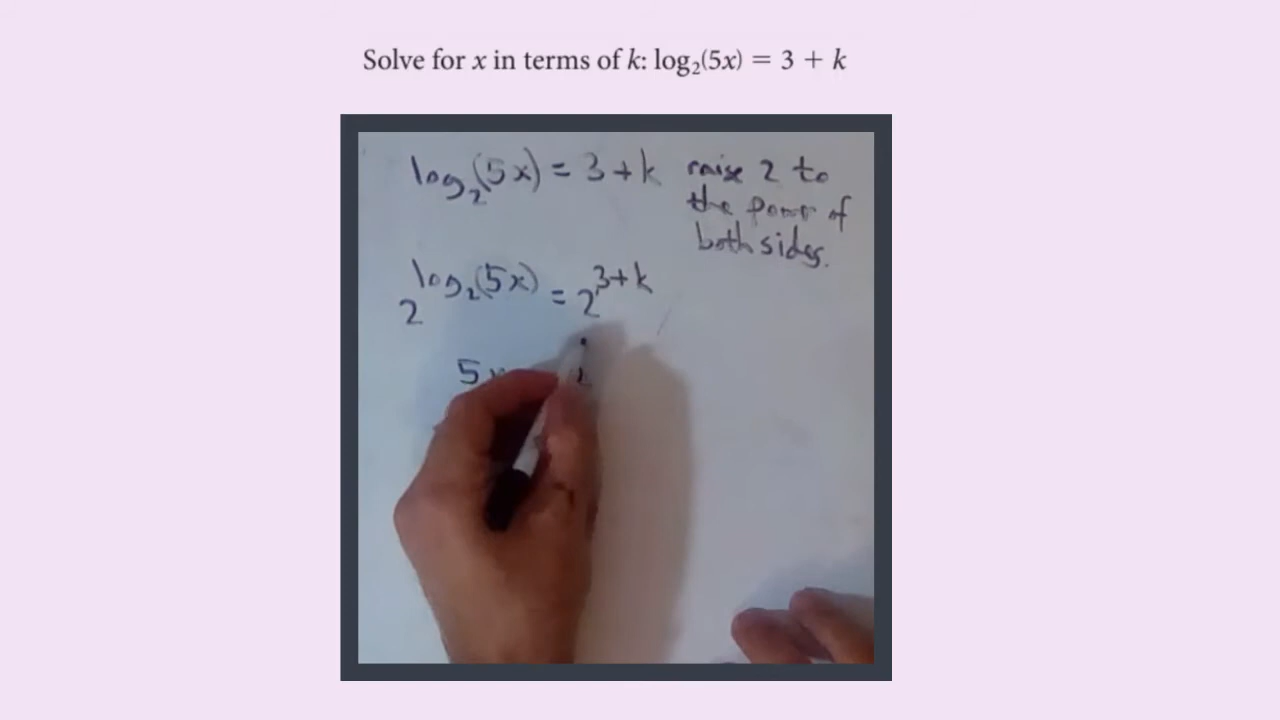 Solve for x in terms of k: log₂(5x) = 3 + k
log₂(5x) = 3 + k raise 2 to
the power of
both sides.
2^log₂(5x) = 2^3+k
5x